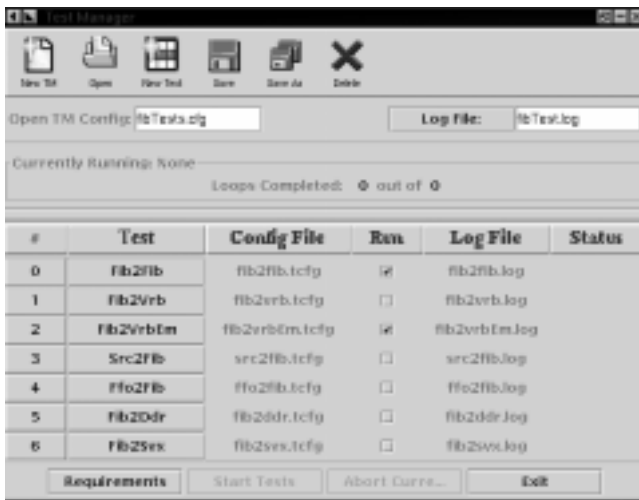 Test Manager
New TM Open New Test Save Save As Delete
Open TM Config: fibTests.cfg Log File: fibTest.log
Currently Running: None
Loops Completed: 0 out of 0
# Test Config File Run Log File Status
0 Fib2Fib fib2fib.tcfg fib2fib.log
1 Fib2Vrb fib2vrb.tcfg fib2vrb.log
2 Fib2VrbEm fib2vrbEm.tcfg fib2vrbEm.log
3 Src2Fib src2fib.tcfg src2fib.log
4 Ffo2Fib ffo2fib.tcfg ffo2fib.log
5 Fib2Ddr fib2ddr.tcfg fib2ddr.log
6 Fib2Svx fib2svx.tcfg fib2svx.log
Requirements Start Tests Abort Curre... Exit